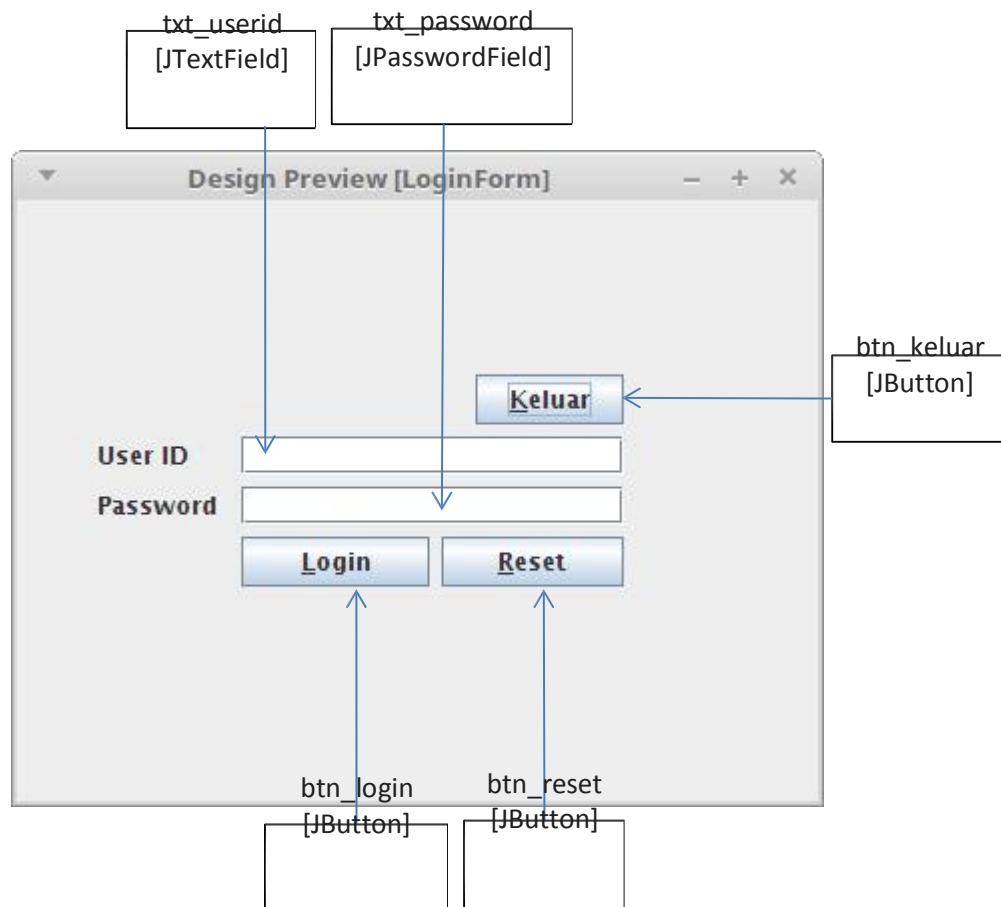 txt_userid
[JTextField]
txt_password
[JPasswordField]
Design Preview [LoginForm]
btn_keluar
[JButton]
Keluar
User ID
Password
Login
Reset
btn_login
[JButton]
btn_reset
[JButton]